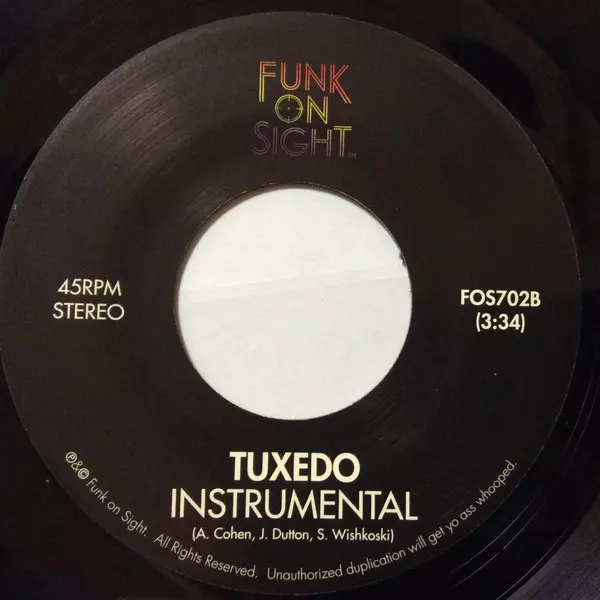 FUNK
ON
SIGHT™
45RPM
STEREO
FOS702B
(3:34)
TUXEDO
INSTRUMENTAL
(A. Cohen, J. Dutton, S. Wishkoski)
℗&© Funk on Sight. All Rights Reserved. Unauthorized duplication will get yo ass whooped.